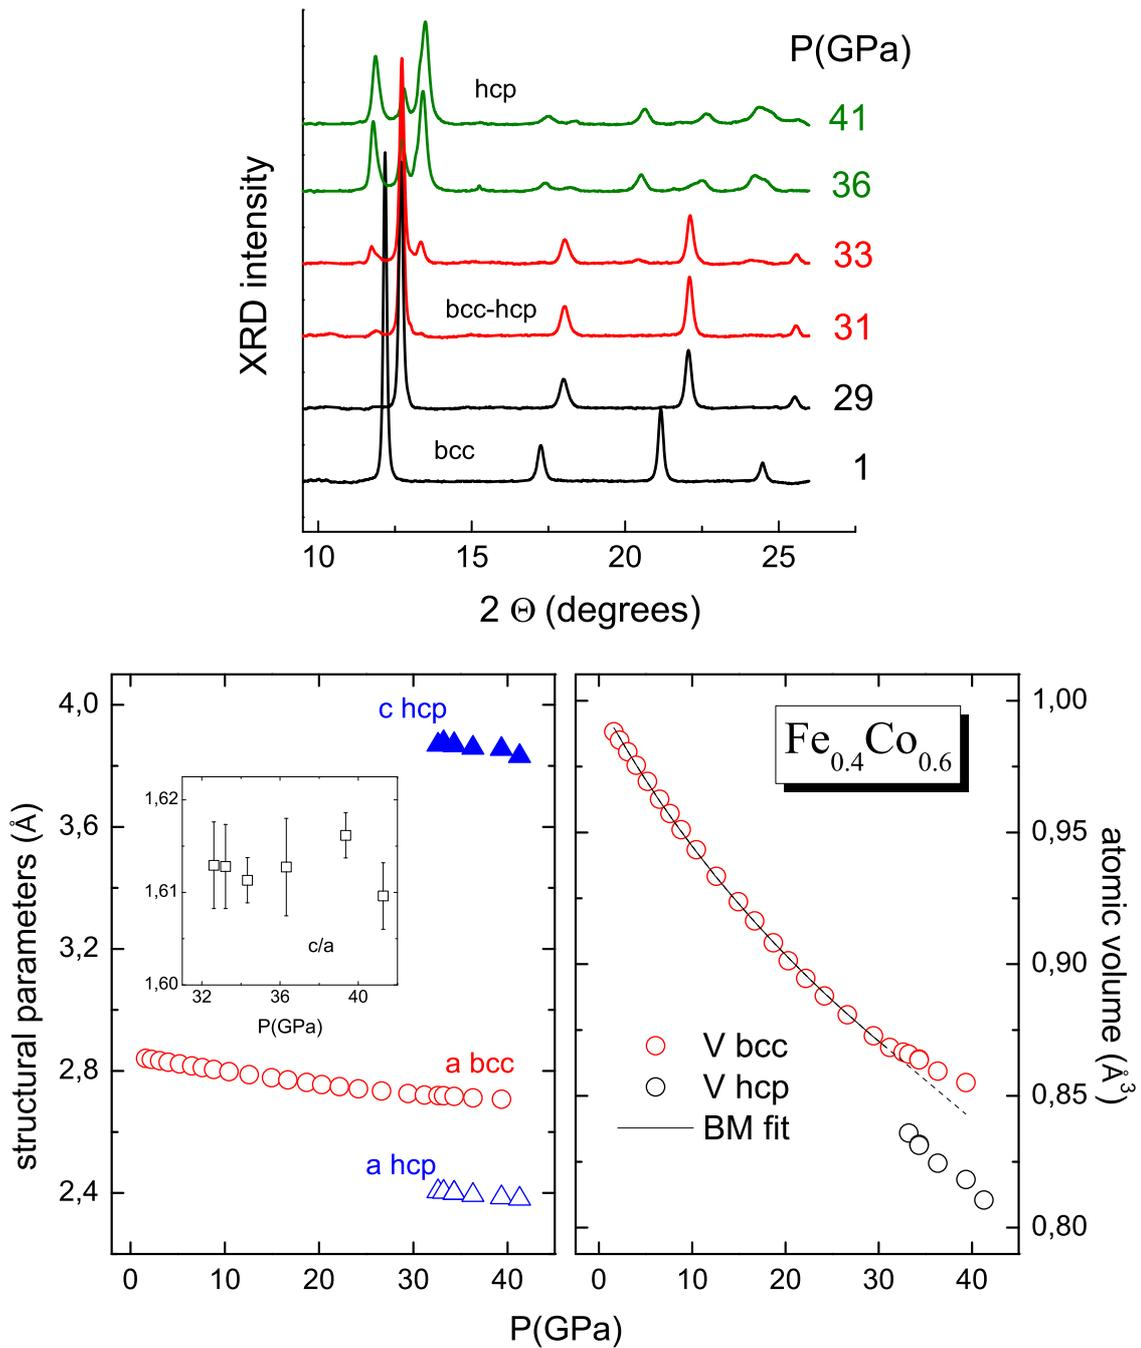 P(GPa)
hcp
41
36
33
bcc-hcp
31
29
bcc
1
XRD intensity
10 15 20 25
2 Θ (degrees)
4,0
3,6
3,2
2,8
2,4
structural parameters (Å)
c hcp
1,62
1,61
1,60
c/a
32 36 40
P(GPa)
a bcc
a hcp
0 10 20 30 40
Fe0.4Co0.6
V bcc
V hcp
BM fit
1,00
0,95
0,90
0,85
0,80
atomic volume (Å³)
0 10 20 30 40
P(GPa)